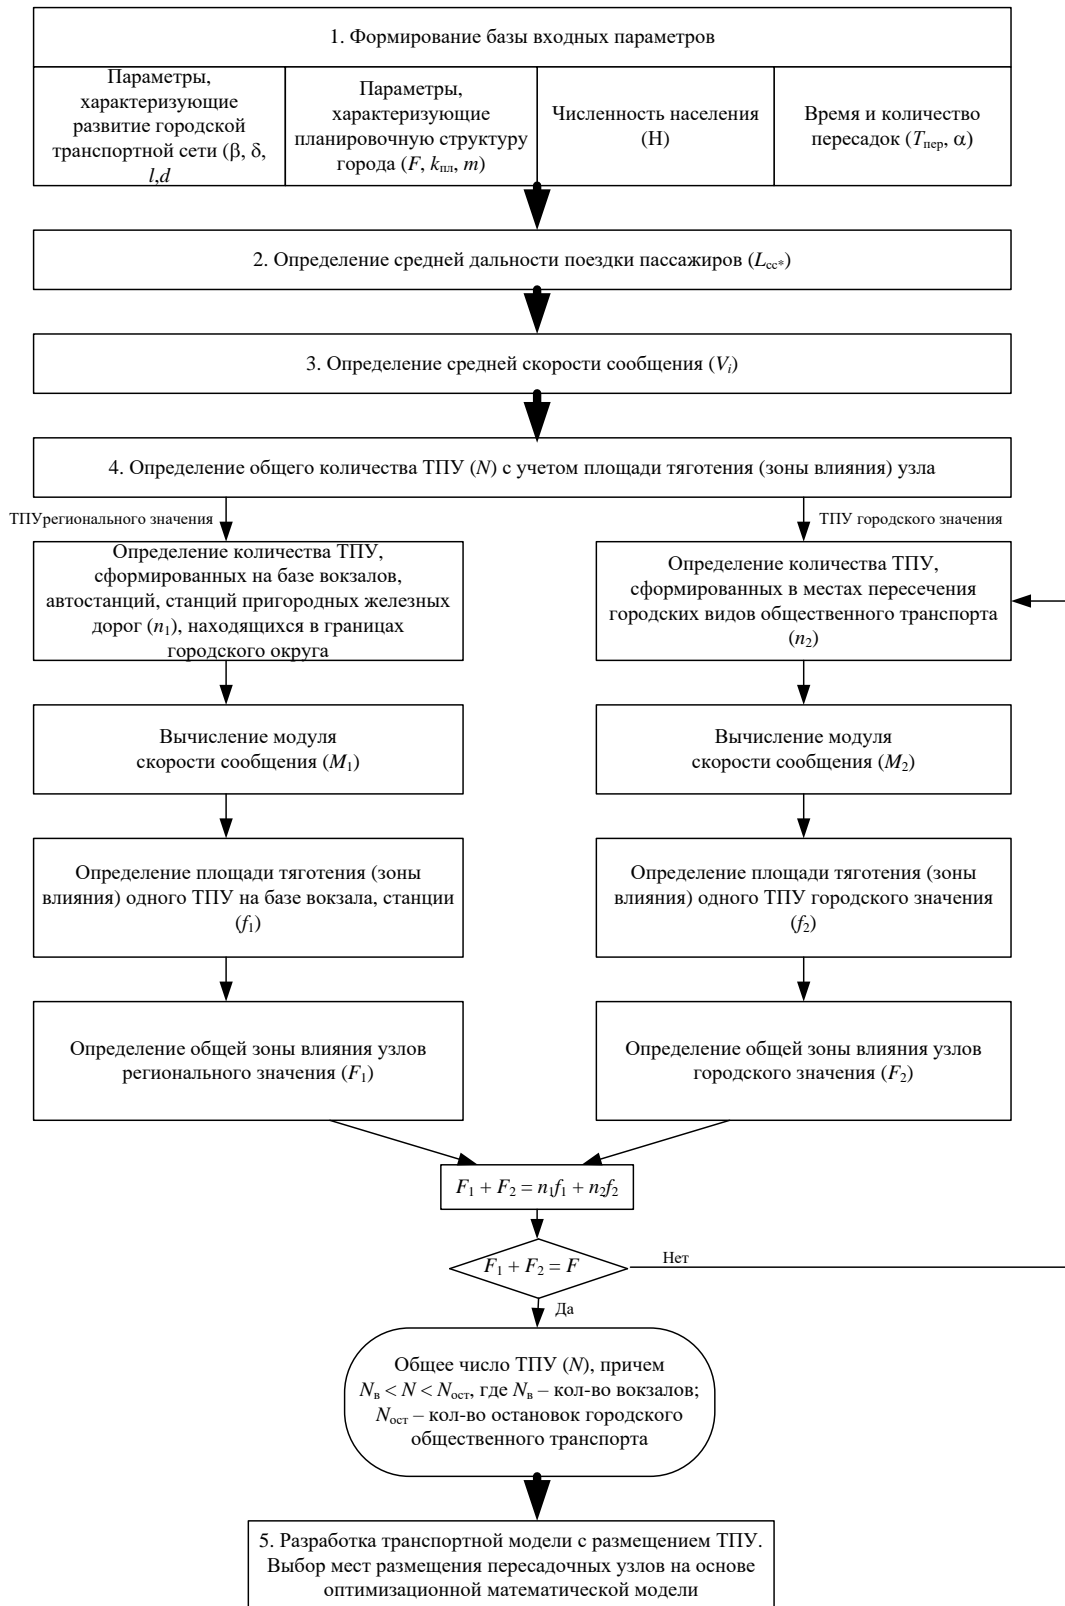 1. Формирование базы входных параметров
Параметры,
характеризующие
развитие городской
транспортной сети (β, δ,
l,d
Параметры,
характеризующие
планировочную структуру
города (F, kпл, m)
Численность населения
(Н)
Время и количество
пересадок (Tпер, α)
2. Определение средней дальности поездки пассажиров (Lсс*)
3. Определение средней скорости сообщения (Vi)
4. Определение общего количества ТПУ (N) с учетом площади тяготения (зоны влияния) узла
ТПУрегионального значения
ТПУ городского значения
Определение количества ТПУ,
сформированных на базе вокзалов,
автостанций, станций пригородных железных
дорог (n1), находящихся в границах
городского округа
Определение количества ТПУ,
сформированных в местах пересечения
городских видов общественного транспорта
(n2)
Вычисление модуля
скорости сообщения (M1)
Вычисление модуля
скорости сообщения (M2)
Определение площади тяготения (зоны
влияния) одного ТПУ на базе вокзала, станции
(f1)
Определение площади тяготения (зоны
влияния) одного ТПУ городского значения
(f2)
Определение общей зоны влияния узлов
регионального значения (F1)
Определение общей зоны влияния узлов
городского значения (F2)
F1 + F2 = n1f1 + n2f2
F1 + F2 = F
Нет
Да
Общее число ТПУ (N), причем
Nв < N < Nост, где Nв – кол-во вокзалов;
Nост – кол-во остановок городского
общественного транспорта
5. Разработка транспортной модели с размещением ТПУ.
Выбор мест размещения пересадочных узлов на основе
оптимизационной математической модели